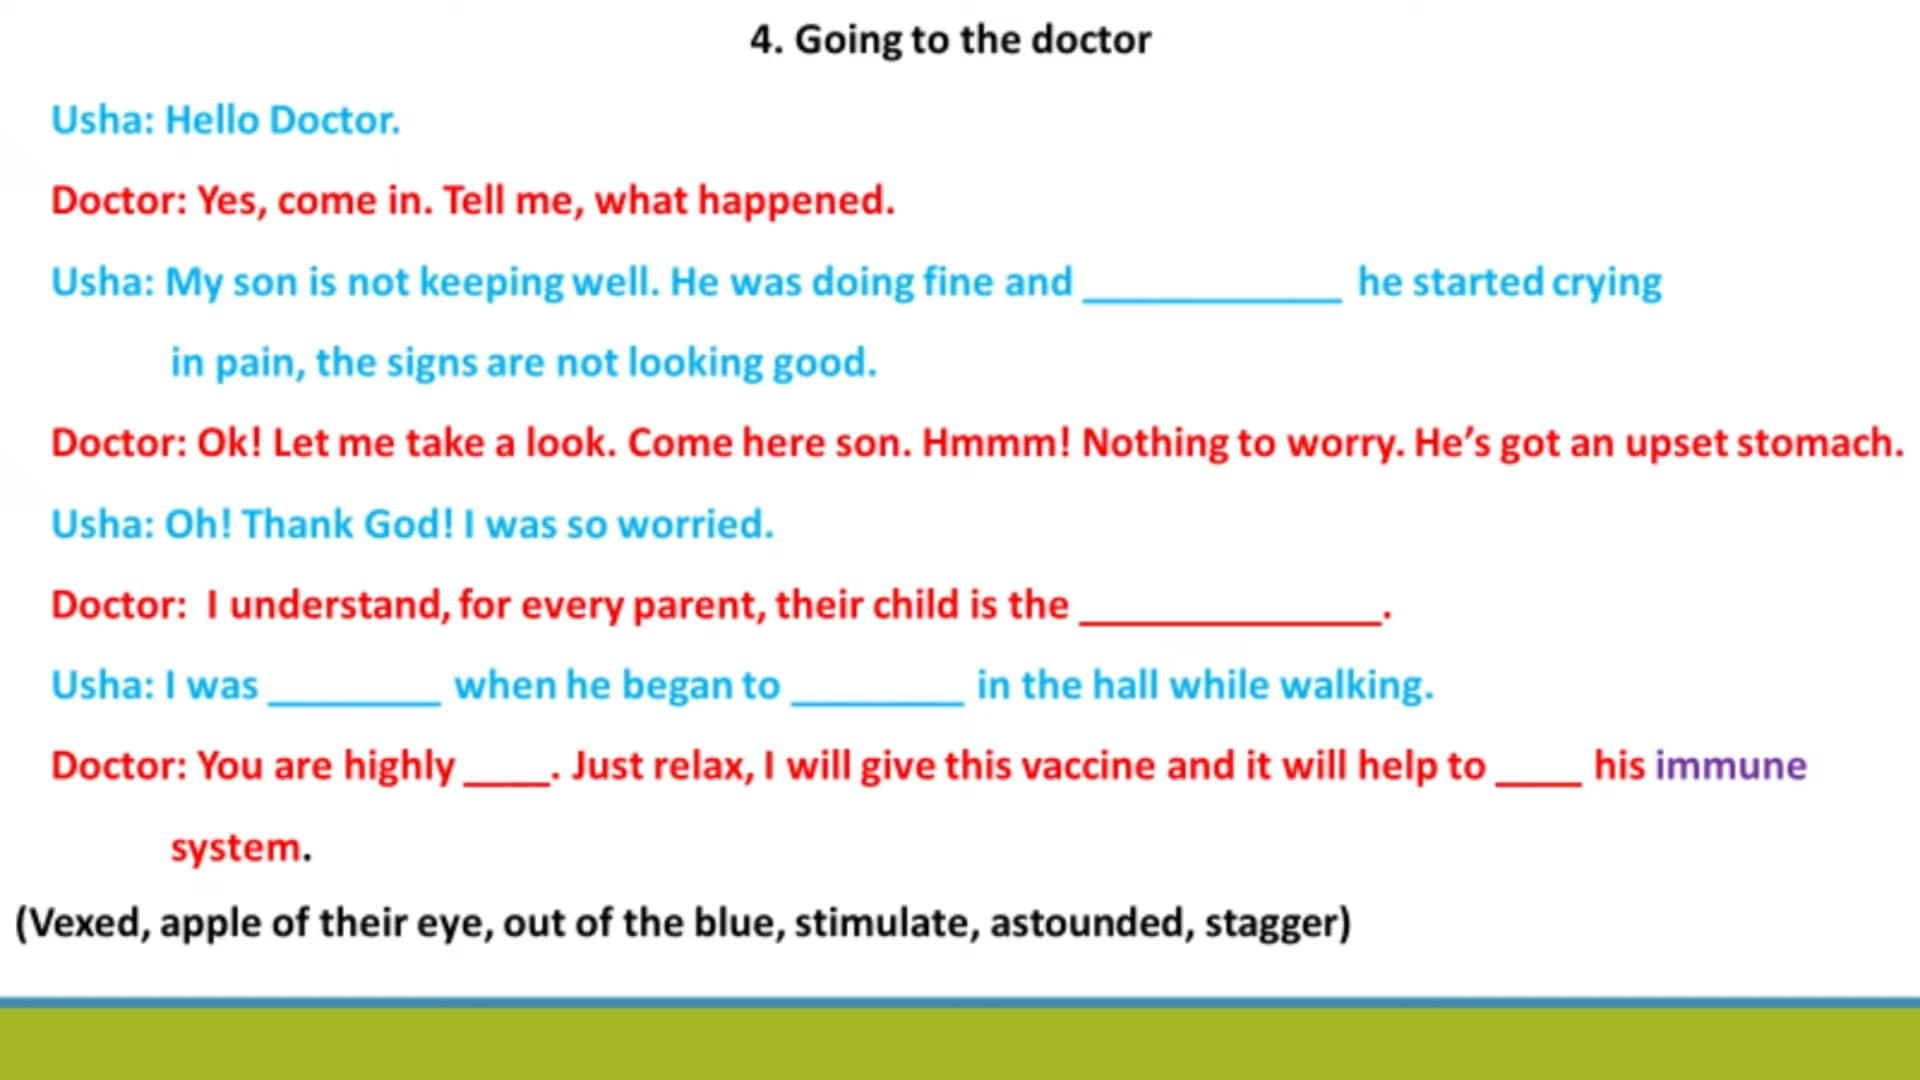 4. Going to the doctor
Usha: Hello Doctor.
Doctor: Yes, come in. Tell me, what happened.
Usha: My son is not keeping well. He was doing fine and ____________ he started crying
in pain, the signs are not looking good.
Doctor: Ok! Let me take a look. Come here son. Hmmm! Nothing to worry. He’s got an upset stomach.
Usha: Oh! Thank God! I was so worried.
Doctor: I understand, for every parent, their child is the ______________.
Usha: I was ________ when he began to ________ in the hall while walking.
Doctor: You are highly ____. Just relax, I will give this vaccine and it will help to ____ his immune
system.
(Vexed, apple of their eye, out of the blue, stimulate, astounded, stagger)